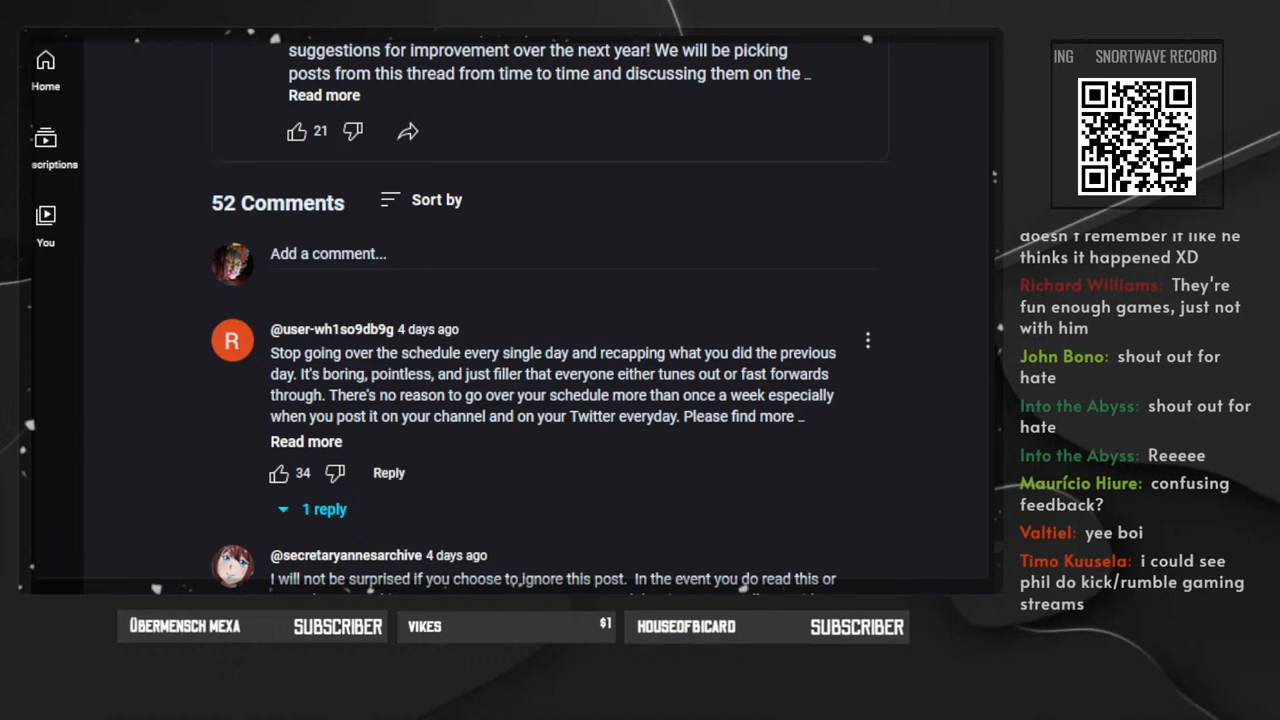 suggestions for improvement over the next year! We will be picking
posts from this thread from time to time and discussing them on the ...
Read more
21
52 Comments
Sort by
Add a comment...
R
@user-wh1so9db9g 4 days ago
Stop going over the schedule every single day and recapping what you did the previous
day. It's boring, pointless, and just filler that everyone either tunes out or fast forwards
through. There's no reason to go over your schedule more than once a week especially
when you post it on your channel and on your Twitter everyday. Please find more ...
Read more
34
Reply
1 reply
@secretaryannesarchive 4 days ago
I will not be surprised if you choose to ignore this post. In the event you do read this or
Home
scriptions
You
ING SNORTWAVE RECORD
doesn't remember it like he
thinks it happened XD
Richard Williams: They're
fun enough games, just not
with him
John Bono: shout out for
hate
Into the Abyss: shout out for
hate
Into the Abyss: Reeeee
Maurício Hiure: confusing
feedback?
Valtiel: yee boi
Timo Kuusela: i could see
phil do kick/rumble gaming
streams
ÜBERMENSCH MEXA SUBSCRIBER
VIKES $1
HOUSEOFBICARD SUBSCRIBER